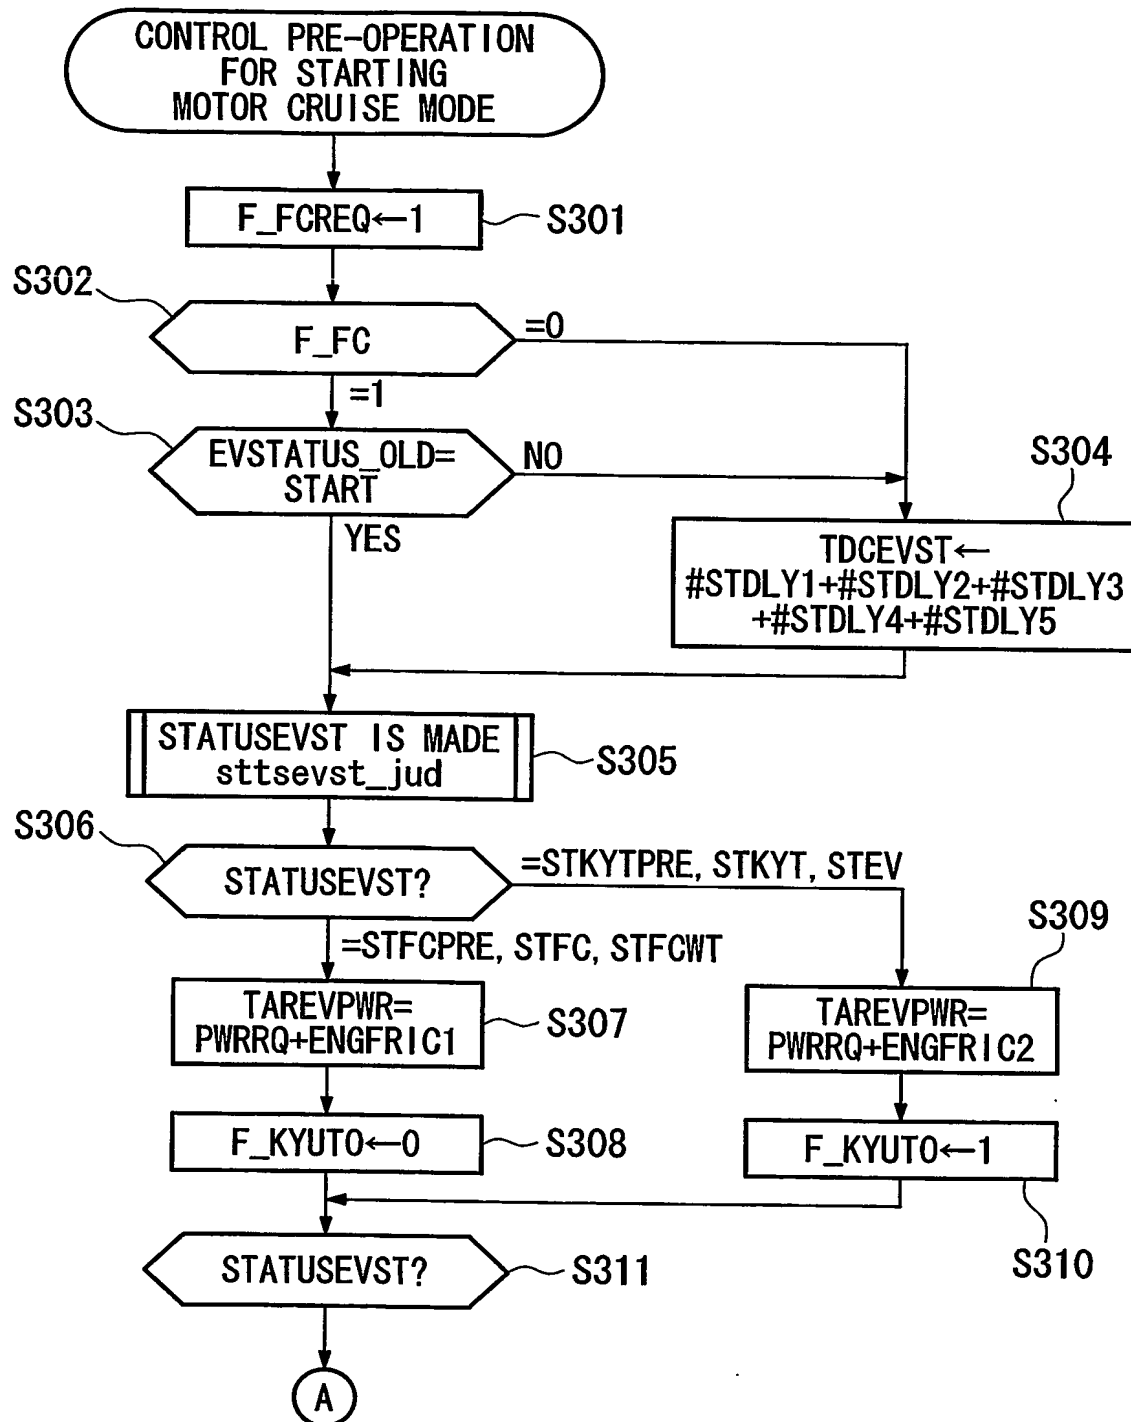 CONTROL PRE-OPERATION
FOR STARTING
MOTOR CRUISE MODE
F_FCREQ←1
S301
S302
F_FC
=0
=1
S303
EVSTATUS_OLD=
START
NO
YES
S304
TDCEVST←
#STDLY1+#STDLY2+#STDLY3
+#STDLY4+#STDLY5
STATUSEVST IS MADE
sttsevst_jud
S305
S306
STATUSEVST?
=STKYTPRE, STKYT, STEV
=STFCPRE, STFC, STFCWT
TAREVPWR=
PWRRQ+ENGFRIC1
S307
S309
TAREVPWR=
PWRRQ+ENGFRIC2
F_KYUTO←0
S308
F_KYUTO←1
S310
STATUSEVST?
S311
A